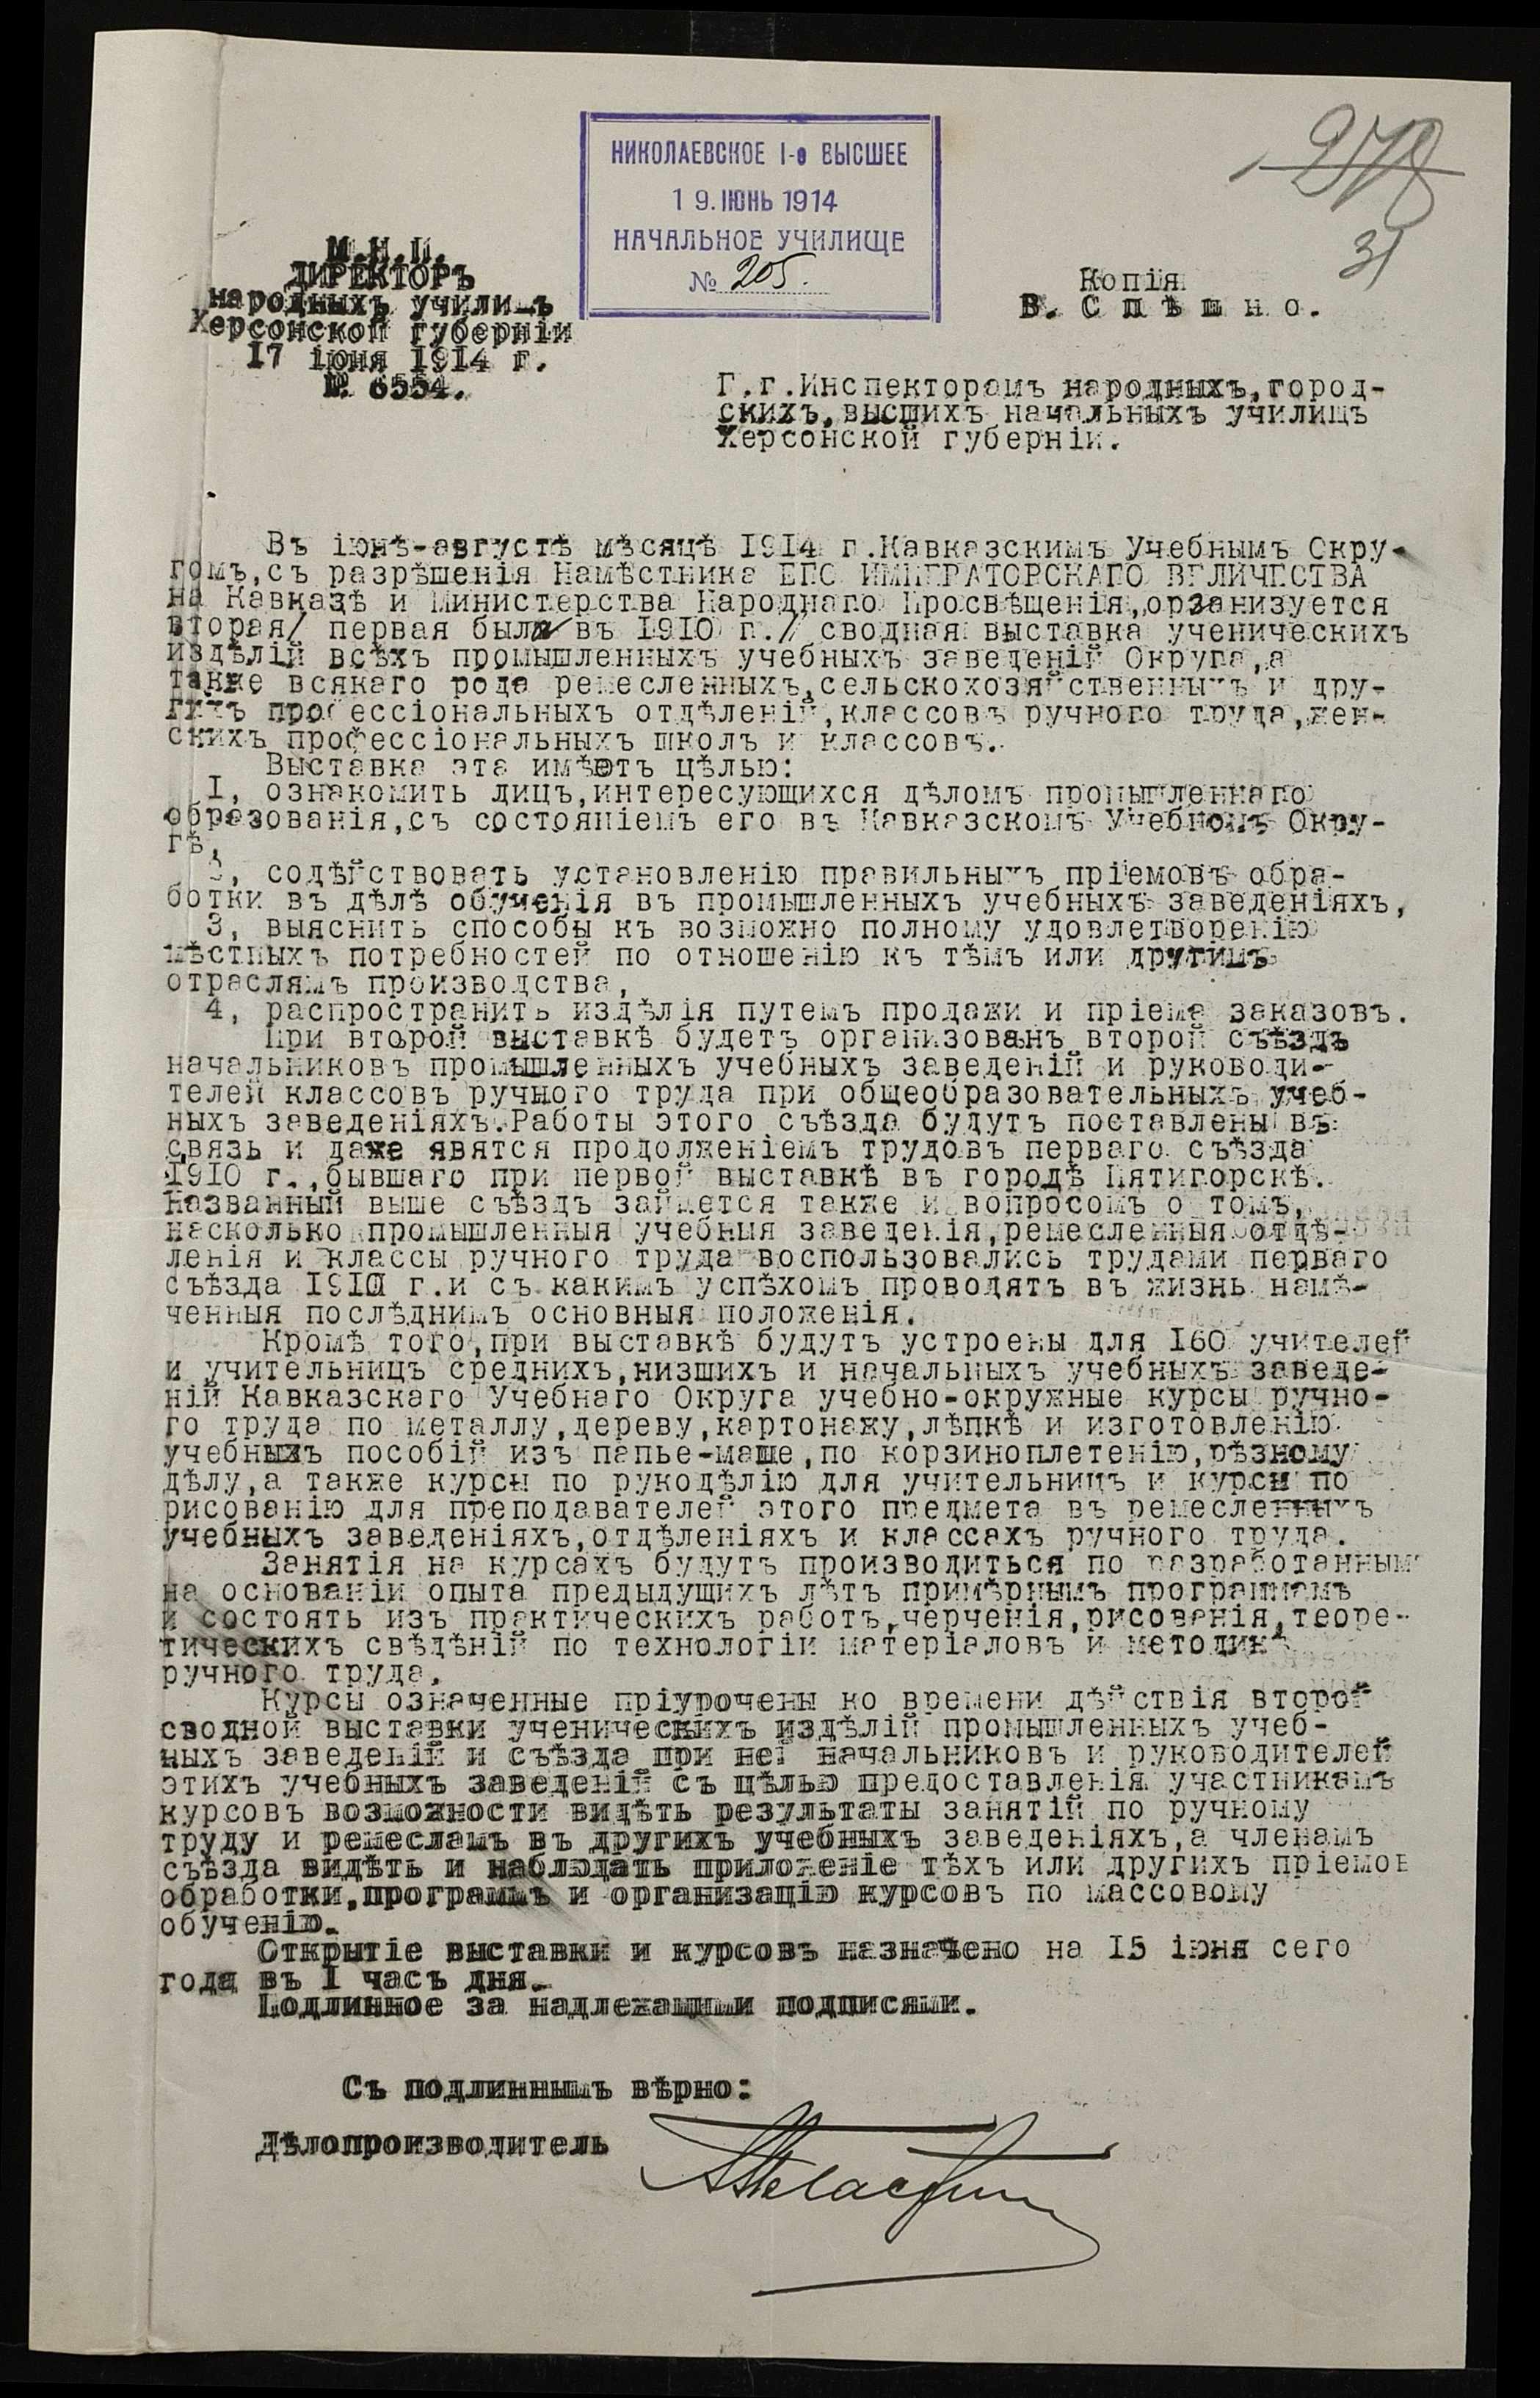 НИКОЛАЕВСКОЕ I-е ВЫСШЕЕ
19.ІЮНЬ 1914
НАЧАЛЬНОЕ УЧИЛИЩЕ
№ 205.
278
31
М.Н.П.
ДИРЕКТОРЪ
народныхъ училищъ
Херсонской губерніи
17 іюня 1914 г.
№ 6554.
Копія
В. С п ѣ ш н о .
Г.г.Инспекторамъ народныхъ,город-
скихъ,высшихъ начальныхъ училищъ
Херсонской губерніи.
Въ іюнѣ-августѣ мѣсяцѣ 1914 г.Кавказскимъ Учебнымъ Окру-
гомъ,съ разрѣшенія Намѣстника ЕГО ИМПЕРАТОРСКАГО ВЕЛИЧЕСТВА
на Кавказѣ и Министерства Народнаго Просвѣщенія,организуется
вторая/ первая была въ 1910 г./ сводная выставка ученическихъ
издѣлій всѣхъ промышленныхъ учебныхъ заведеній Округа,а
также всякаго рода ремесленныхъ,сельскохозяйственныхъ и дру-
гихъ професcіональныхъ отдѣленій,классовъ ручного труда,жен-
скихъ професcіональныхъ школъ и классовъ.
Выставка эта имѣетъ цѣлью:
I, ознакомить лицъ,интересующихся дѣломъ промышленнаго
образованія,съ состояніемъ его въ Кавказскомъ Учебномъ Окру-
гѣ,
2, содѣйствовать установленію правильныхъ пріемовъ обра-
ботки въ дѣлѣ обученія въ промышленныхъ учебныхъ заведеніяхъ,
3, выяснить способы къ возможно полному удовлетворенію
мѣстныхъ потребностей по отношенію къ тѣмъ или другимъ
отраслямъ производства,
4, распространить издѣлія путемъ продажи и пріема заказовъ.
При второй выставкѣ будетъ организованъ второй съѣздъ
начальниковъ промышленныхъ учебныхъ заведеній и руководи-
телей классовъ ручного труда при общеобразовательныхъ учеб-
ныхъ заведеніяхъ.Работы этого съѣзда будутъ поставлены въ
связь и даже явятся продолженіемъ трудовъ перваго съѣзда
1910 г.,бывшаго при первой выставкѣ въ городѣ Пятигорскѣ.
Названный выше съѣздъ займется также и вопросомъ о томъ,
насколько промышленныя учебныя заведенія,ремесленныя отдѣ-
ленія и классы ручного труда воспользовались трудами перваго
съѣзда 1910 г.и съ какимъ успѣхомъ проводятъ въ жизнь намѣ-
ченныя послѣднимъ основныя положенія.
Кромѣ того,при выставкѣ будутъ устроены для 160 учителей
и учительницъ среднихъ,низшихъ и начальныхъ учебныхъ заведе-
ній Кавказскаго Учебнаго Округа учебно-окружные курсы ручно-
го труда по металлу,дереву,картонажу,лѣпкѣ и изготовленію
учебныхъ пособій изъ папье-маше,по корзиноплетенію,рѣзному
дѣлу,а также курсы по рукодѣлію для учительницъ и курсы по
рисованію для преподавателей этого предмета въ ремесленныхъ
учебныхъ заведеніяхъ,отдѣленіяхъ и классахъ ручного труда.
Занятія на курсахъ будутъ производиться по разработаннымъ
на основаніи опыта предыдущихъ лѣтъ примѣрнымъ программамъ
и состоять изъ практическихъ работъ,черченія,рисованія,теоре-
тическихъ свѣдѣній по технологіи матеріаловъ и методикѣ
ручного труда.
Курсы означенные пріурочены ко времени дѣйствія второй
сводной выставки ученическихъ издѣлій промышленныхъ учеб-
ныхъ заведеній и съѣзда при ней начальниковъ и руководителей
этихъ учебныхъ заведеній съ цѣлью предоставленія участникамъ
курсовъ возможности видѣть результаты занятій по ручному
труду и ремесламъ въ другихъ учебныхъ заведеніяхъ,а членамъ
съѣзда видѣть и наблюдать приложеніе тѣхъ или другихъ пріемов
обработки,программъ и организацію курсовъ по массовому
обученію.
Открытіе выставки и курсовъ назначено на 15 іюня сего
года въ I часъ дня.
Подлинное за надлежащими подписями.
Съ подлиннымъ вѣрно:
Дѣлопроизводитель